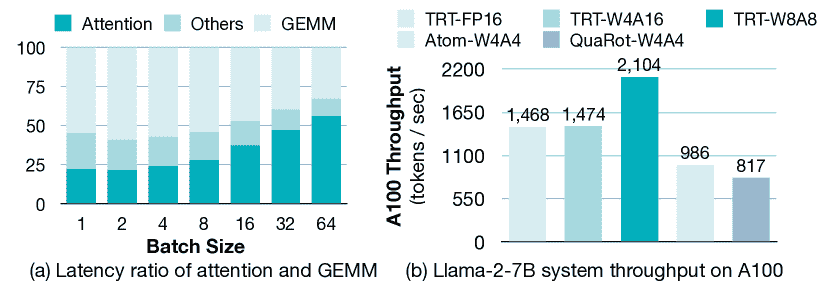 Attention Others GEMM
100
75
50
25
0
1 2 4 8 16 32 64
Batch Size
(a) Latency ratio of attention and GEMM
TRT-FP16 TRT-W4A16 TRT-W8A8
Atom-W4A4 QuaRot-W4A4
A100 Throughput
(tokens / sec)
2200
1650
1100
550
0
1,468 1,474 2,104 986 817
(b) Llama-2-7B system throughput on A100